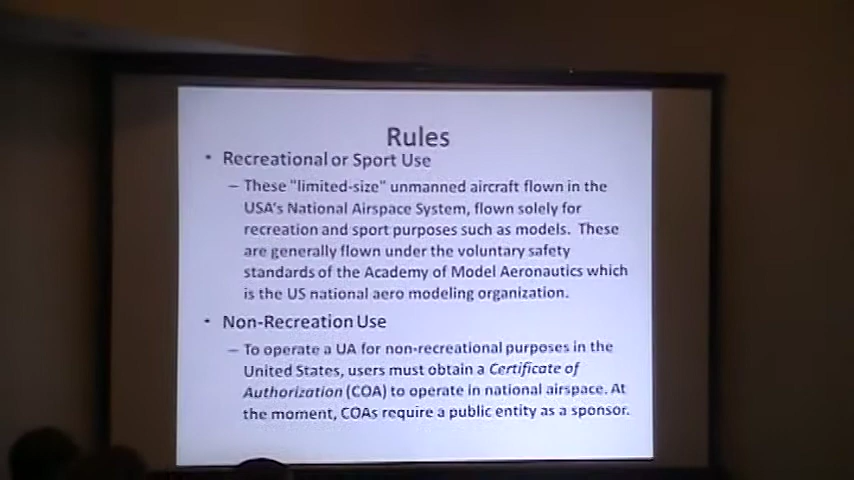 Rules
• Recreational or Sport Use
– These "limited-size" unmanned aircraft flown in the
USA's National Airspace System, flown solely for
recreation and sport purposes such as models. These
are generally flown under the voluntary safety
standards of the Academy of Model Aeronautics which
is the US national aero modeling organization.
• Non-Recreation Use
– To operate a UA for non-recreational purposes in the
United States, users must obtain a Certificate of
Authorization (COA) to operate in national airspace. At
the moment, COAs require a public entity as a sponsor.